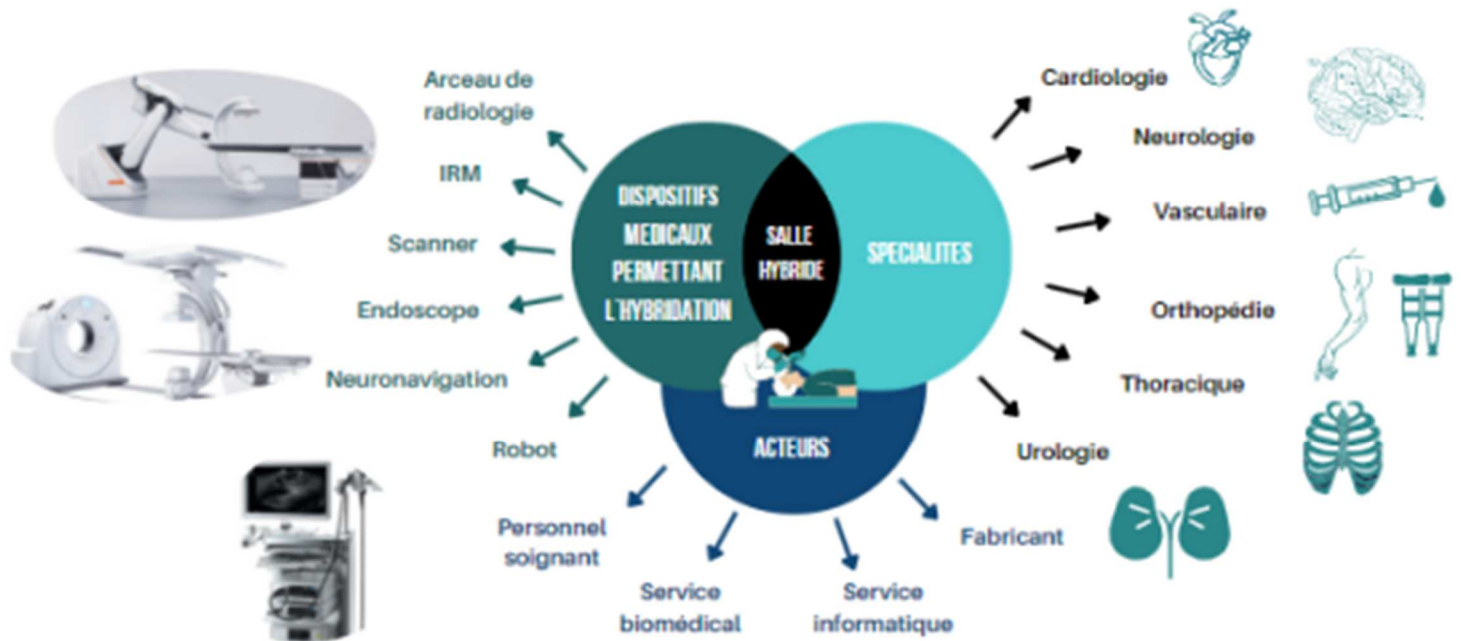 Arceau de
radiologie
IRM
Scanner
Endoscope
Neuronavigation
Robot
DISPOSITIFS
MEDICAUX
PERMETTANT
L'HYBRIDATION
SALLE
HYBRIDE
SPECIALITES
ACTEURS
Cardiologie
Neurologie
Vasculaire
Orthopédie
Thoracique
Urologie
Personnel
soignant
Service
biomédical
Service
informatique
Fabricant